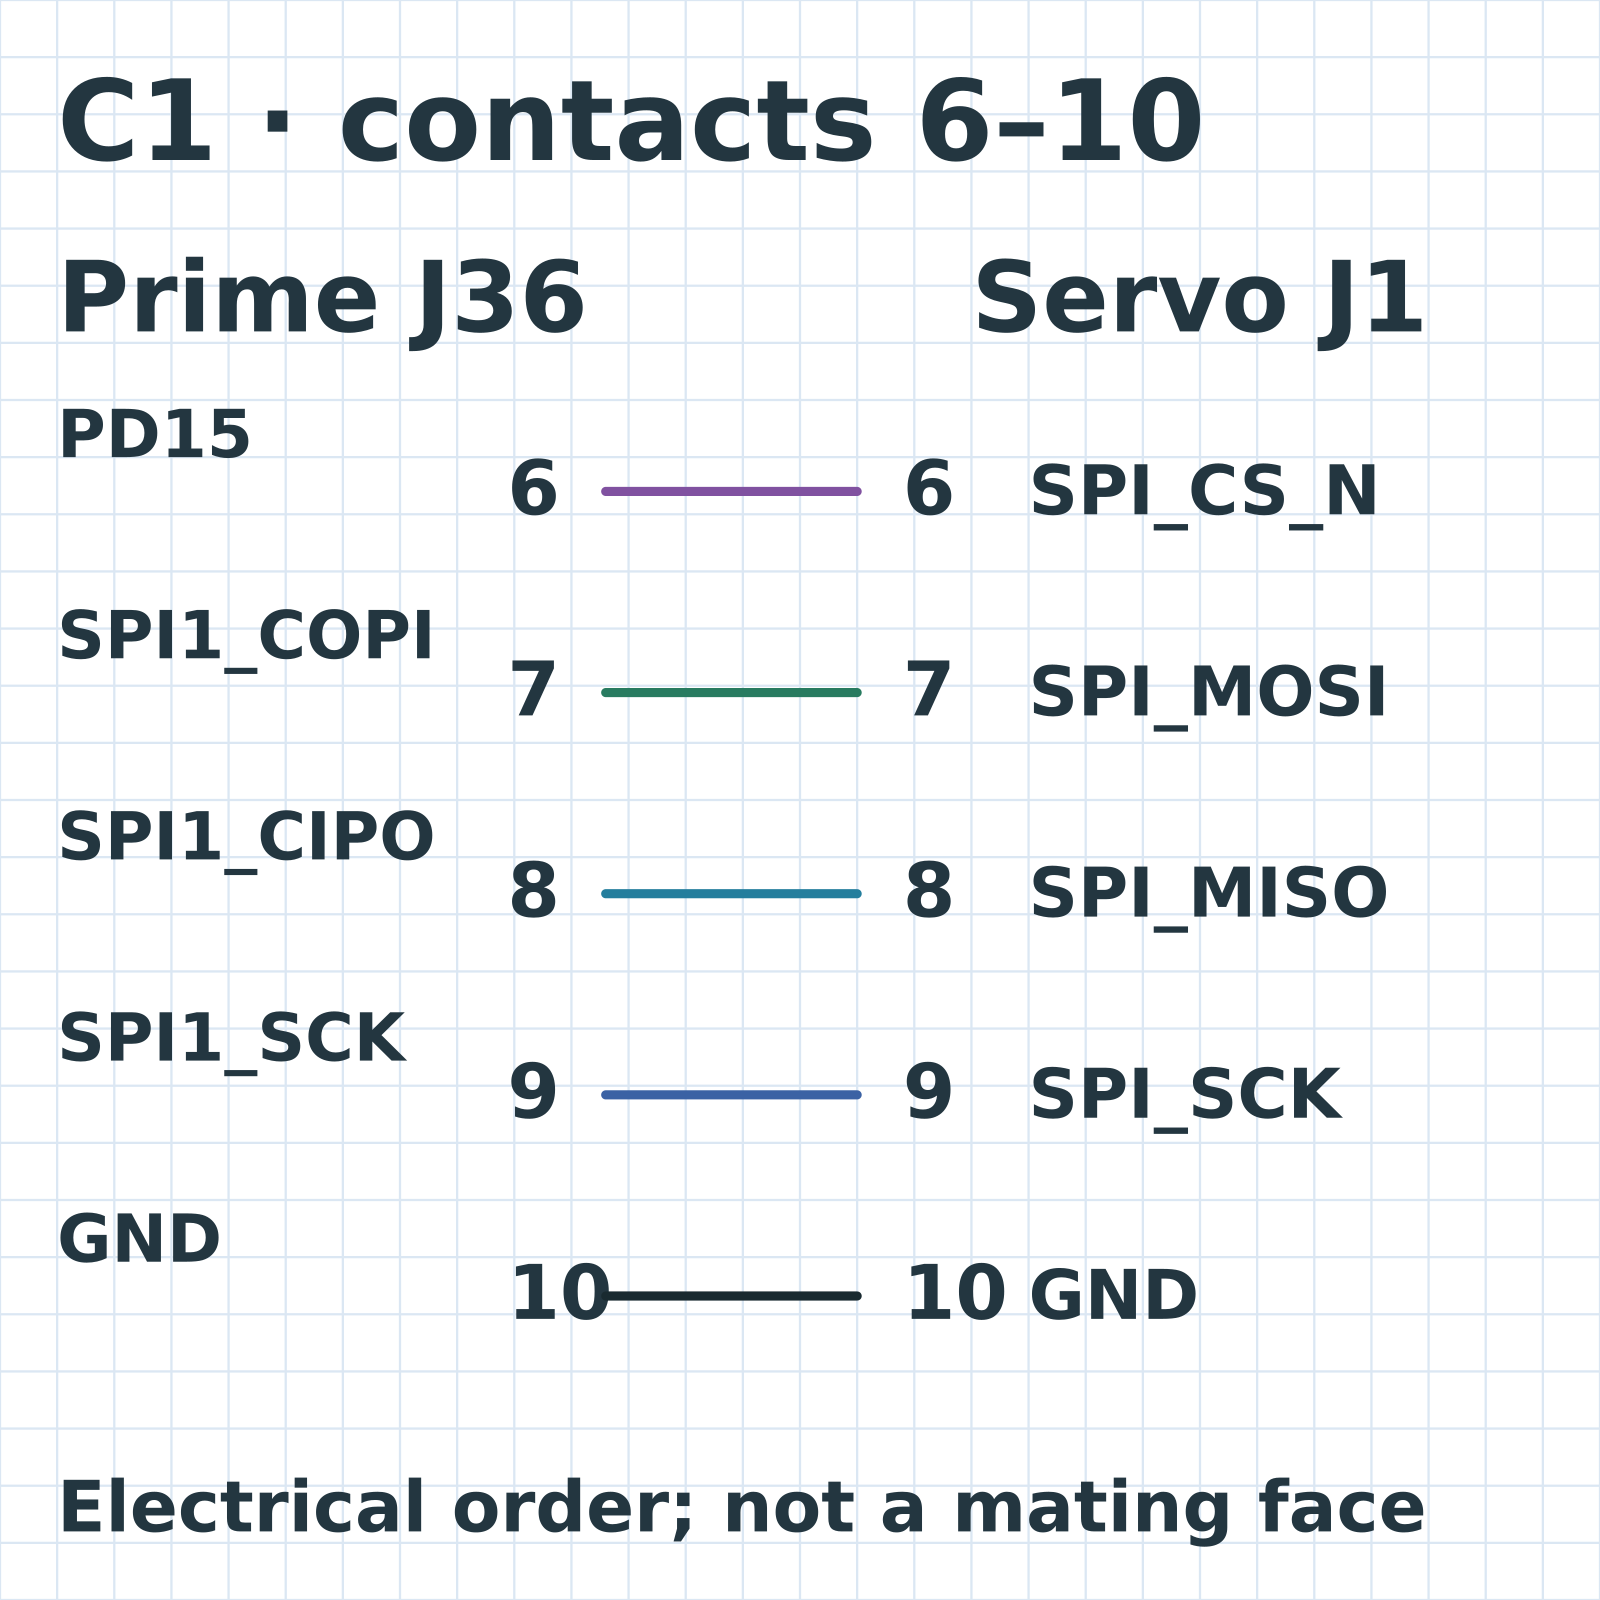 C1 · contacts 6–10
Prime J36 Servo J1
PD15
6 6 SPI_CS_N
SPI1_COPI
7 7 SPI_MOSI
SPI1_CIPO
8 8 SPI_MISO
SPI1_SCK
9 9 SPI_SCK
GND
10 10 GND
Electrical order; not a mating face